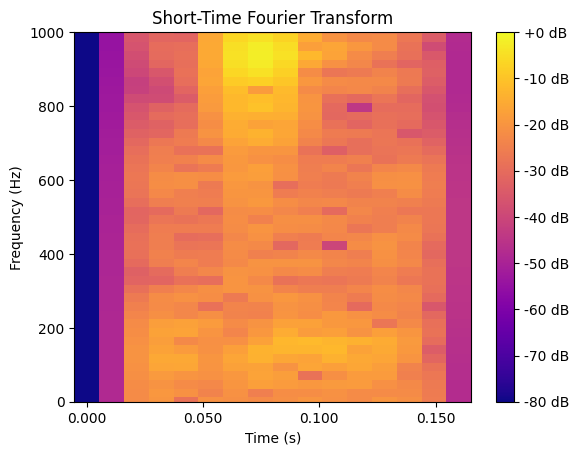 Short-Time Fourier Transform
1000
800
600
400
200
0
Frequency (Hz)
0.000
0.050
0.100
0.150
Time (s)
+0 dB
-10 dB
-20 dB
-30 dB
-40 dB
-50 dB
-60 dB
-70 dB
-80 dB